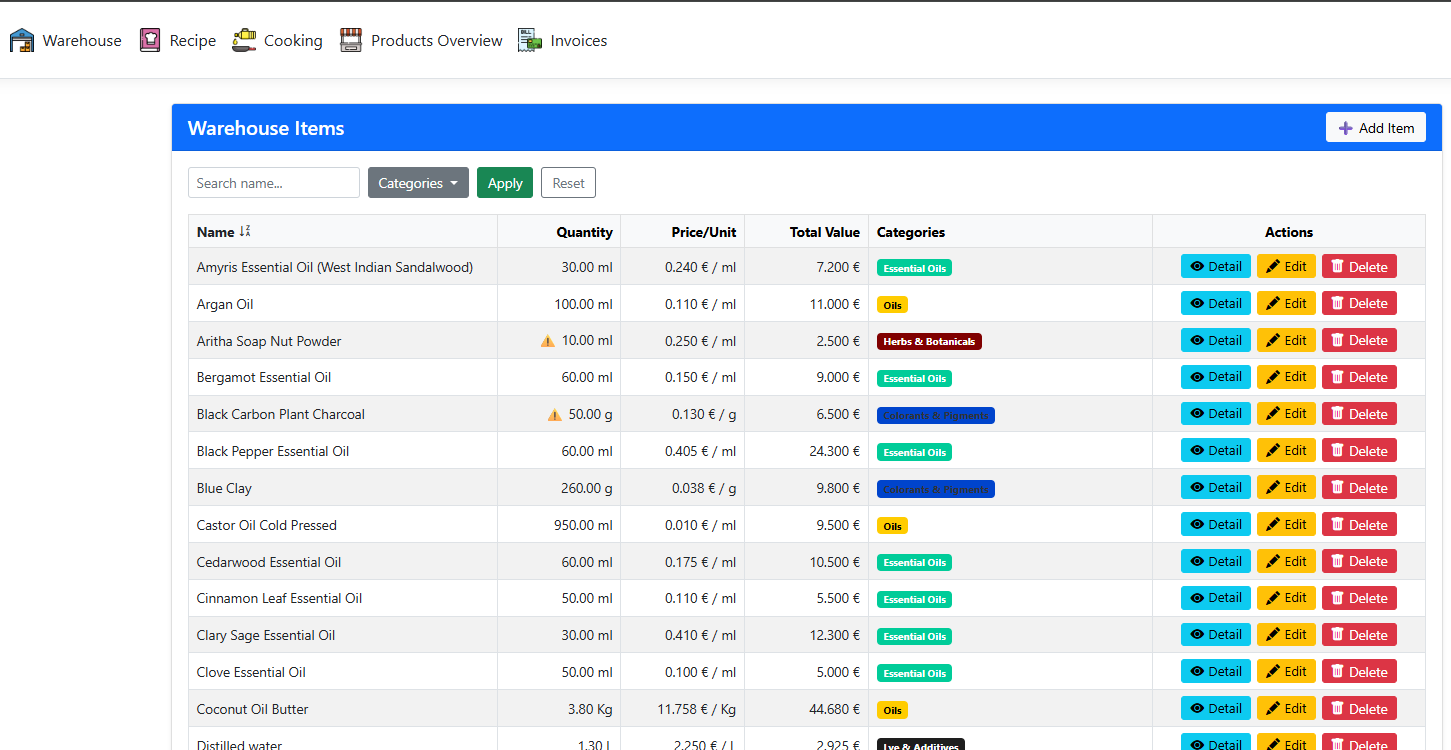 Warehouse Recipe Cooking Products Overview Invoices
Warehouse Items Add Item
Search name... Categories Apply Reset
Name Quantity Price/Unit Total Value Categories Actions
Amyris Essential Oil (West Indian Sandalwood) 30.00 ml 0.240 € / ml 7.200 € Essential Oils Detail Edit Delete
Argan Oil 100.00 ml 0.110 € / ml 11.000 € Oils Detail Edit Delete
Aritha Soap Nut Powder 10.00 ml 0.250 € / ml 2.500 € Herbs & Botanicals Detail Edit Delete
Bergamot Essential Oil 60.00 ml 0.150 € / ml 9.000 € Essential Oils Detail Edit Delete
Black Carbon Plant Charcoal 50.00 g 0.130 € / g 6.500 € Colorants & Pigments Detail Edit Delete
Black Pepper Essential Oil 60.00 ml 0.405 € / ml 24.300 € Essential Oils Detail Edit Delete
Blue Clay 260.00 g 0.038 € / g 9.800 € Colorants & Pigments Detail Edit Delete
Castor Oil Cold Pressed 950.00 ml 0.010 € / ml 9.500 € Oils Detail Edit Delete
Cedarwood Essential Oil 60.00 ml 0.175 € / ml 10.500 € Essential Oils Detail Edit Delete
Cinnamon Leaf Essential Oil 50.00 ml 0.110 € / ml 5.500 € Essential Oils Detail Edit Delete
Clary Sage Essential Oil 30.00 ml 0.410 € / ml 12.300 € Essential Oils Detail Edit Delete
Clove Essential Oil 50.00 ml 0.100 € / ml 5.000 € Essential Oils Detail Edit Delete
Coconut Oil Butter 3.80 Kg 11.758 € / Kg 44.680 € Oils Detail Edit Delete
Distilled water 1.30 L 2.250 € / L 2.925 € Lye & Additives Detail Edit Delete